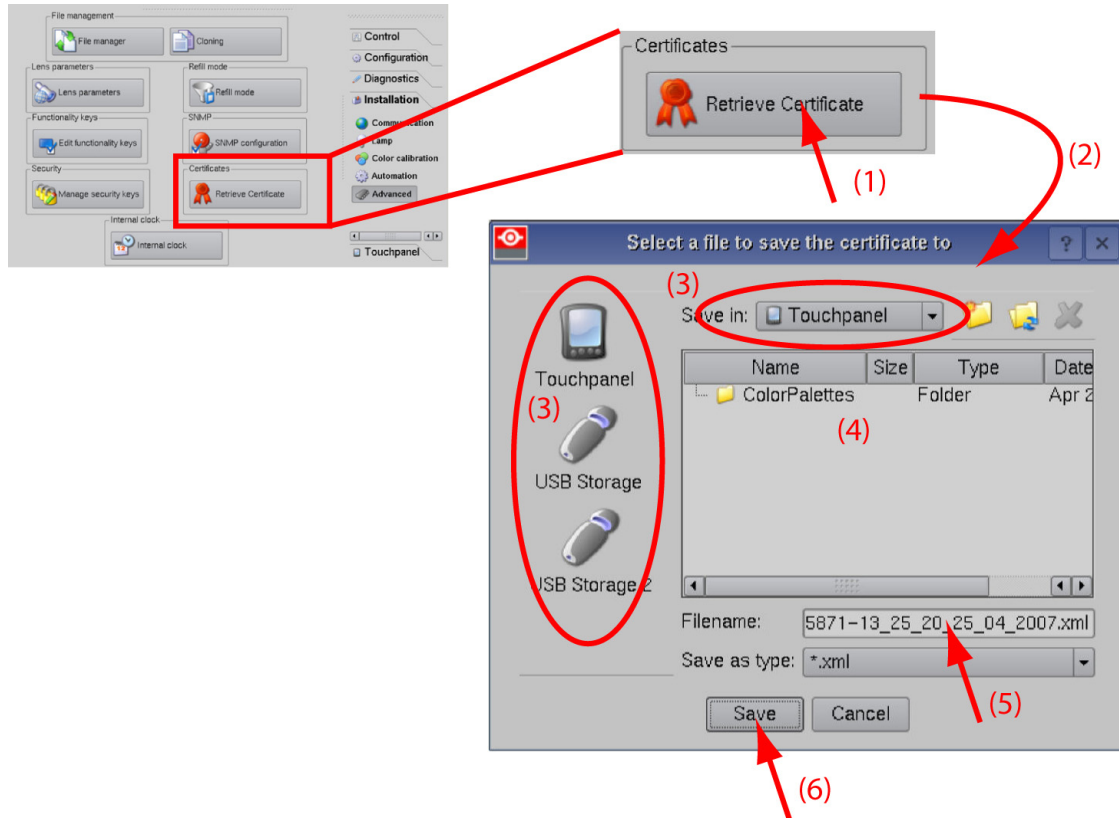 File management
File manager
Cloning
Lens parameters
Refill mode
Lens parameters
Refill mode
Functionality keys
SNMP
Edit functionality keys
SNMP configuration
Security
Certificates
Manage security keys
Retrieve Certificate
Internal clock
Internal clock
Control
Configuration
Diagnostics
Installation
Communication
Lamp
Color calibration
Automation
Advanced
Touchpanel
Certificates
Retrieve Certificate
(1)
(2)
Select a file to save the certificate to
(3)
Save in: Touchpanel
Touchpanel
(3)
USB Storage
USB Storage 2
Name Size Type Date
ColorPalettes Folder Apr 2
(4)
Filename: 5871-13_25_20_25_04_2007.xml
Save as type: *.xml
(5)
Save Cancel
(6)